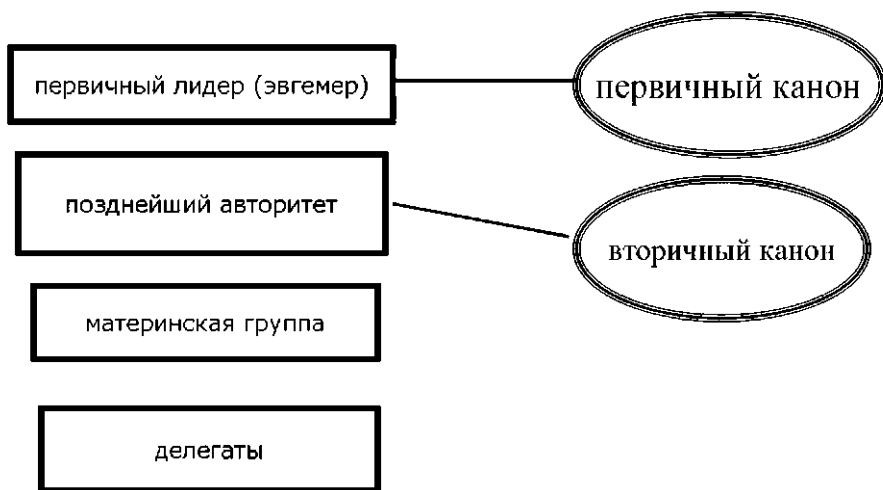 первичный лидер (эвгемер)
первичный канон
позднейший авторитет
вторичный канон
материнская группа
делегаты